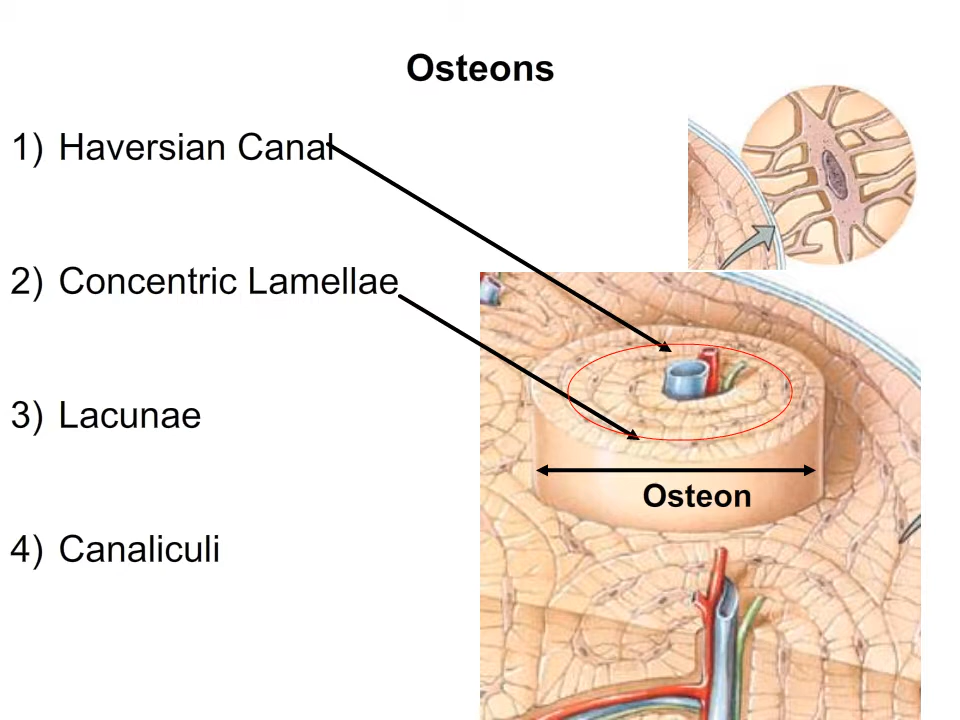 Osteons
1) Haversian Canal
2) Concentric Lamellae
3) Lacunae
Osteon
4) Canaliculi